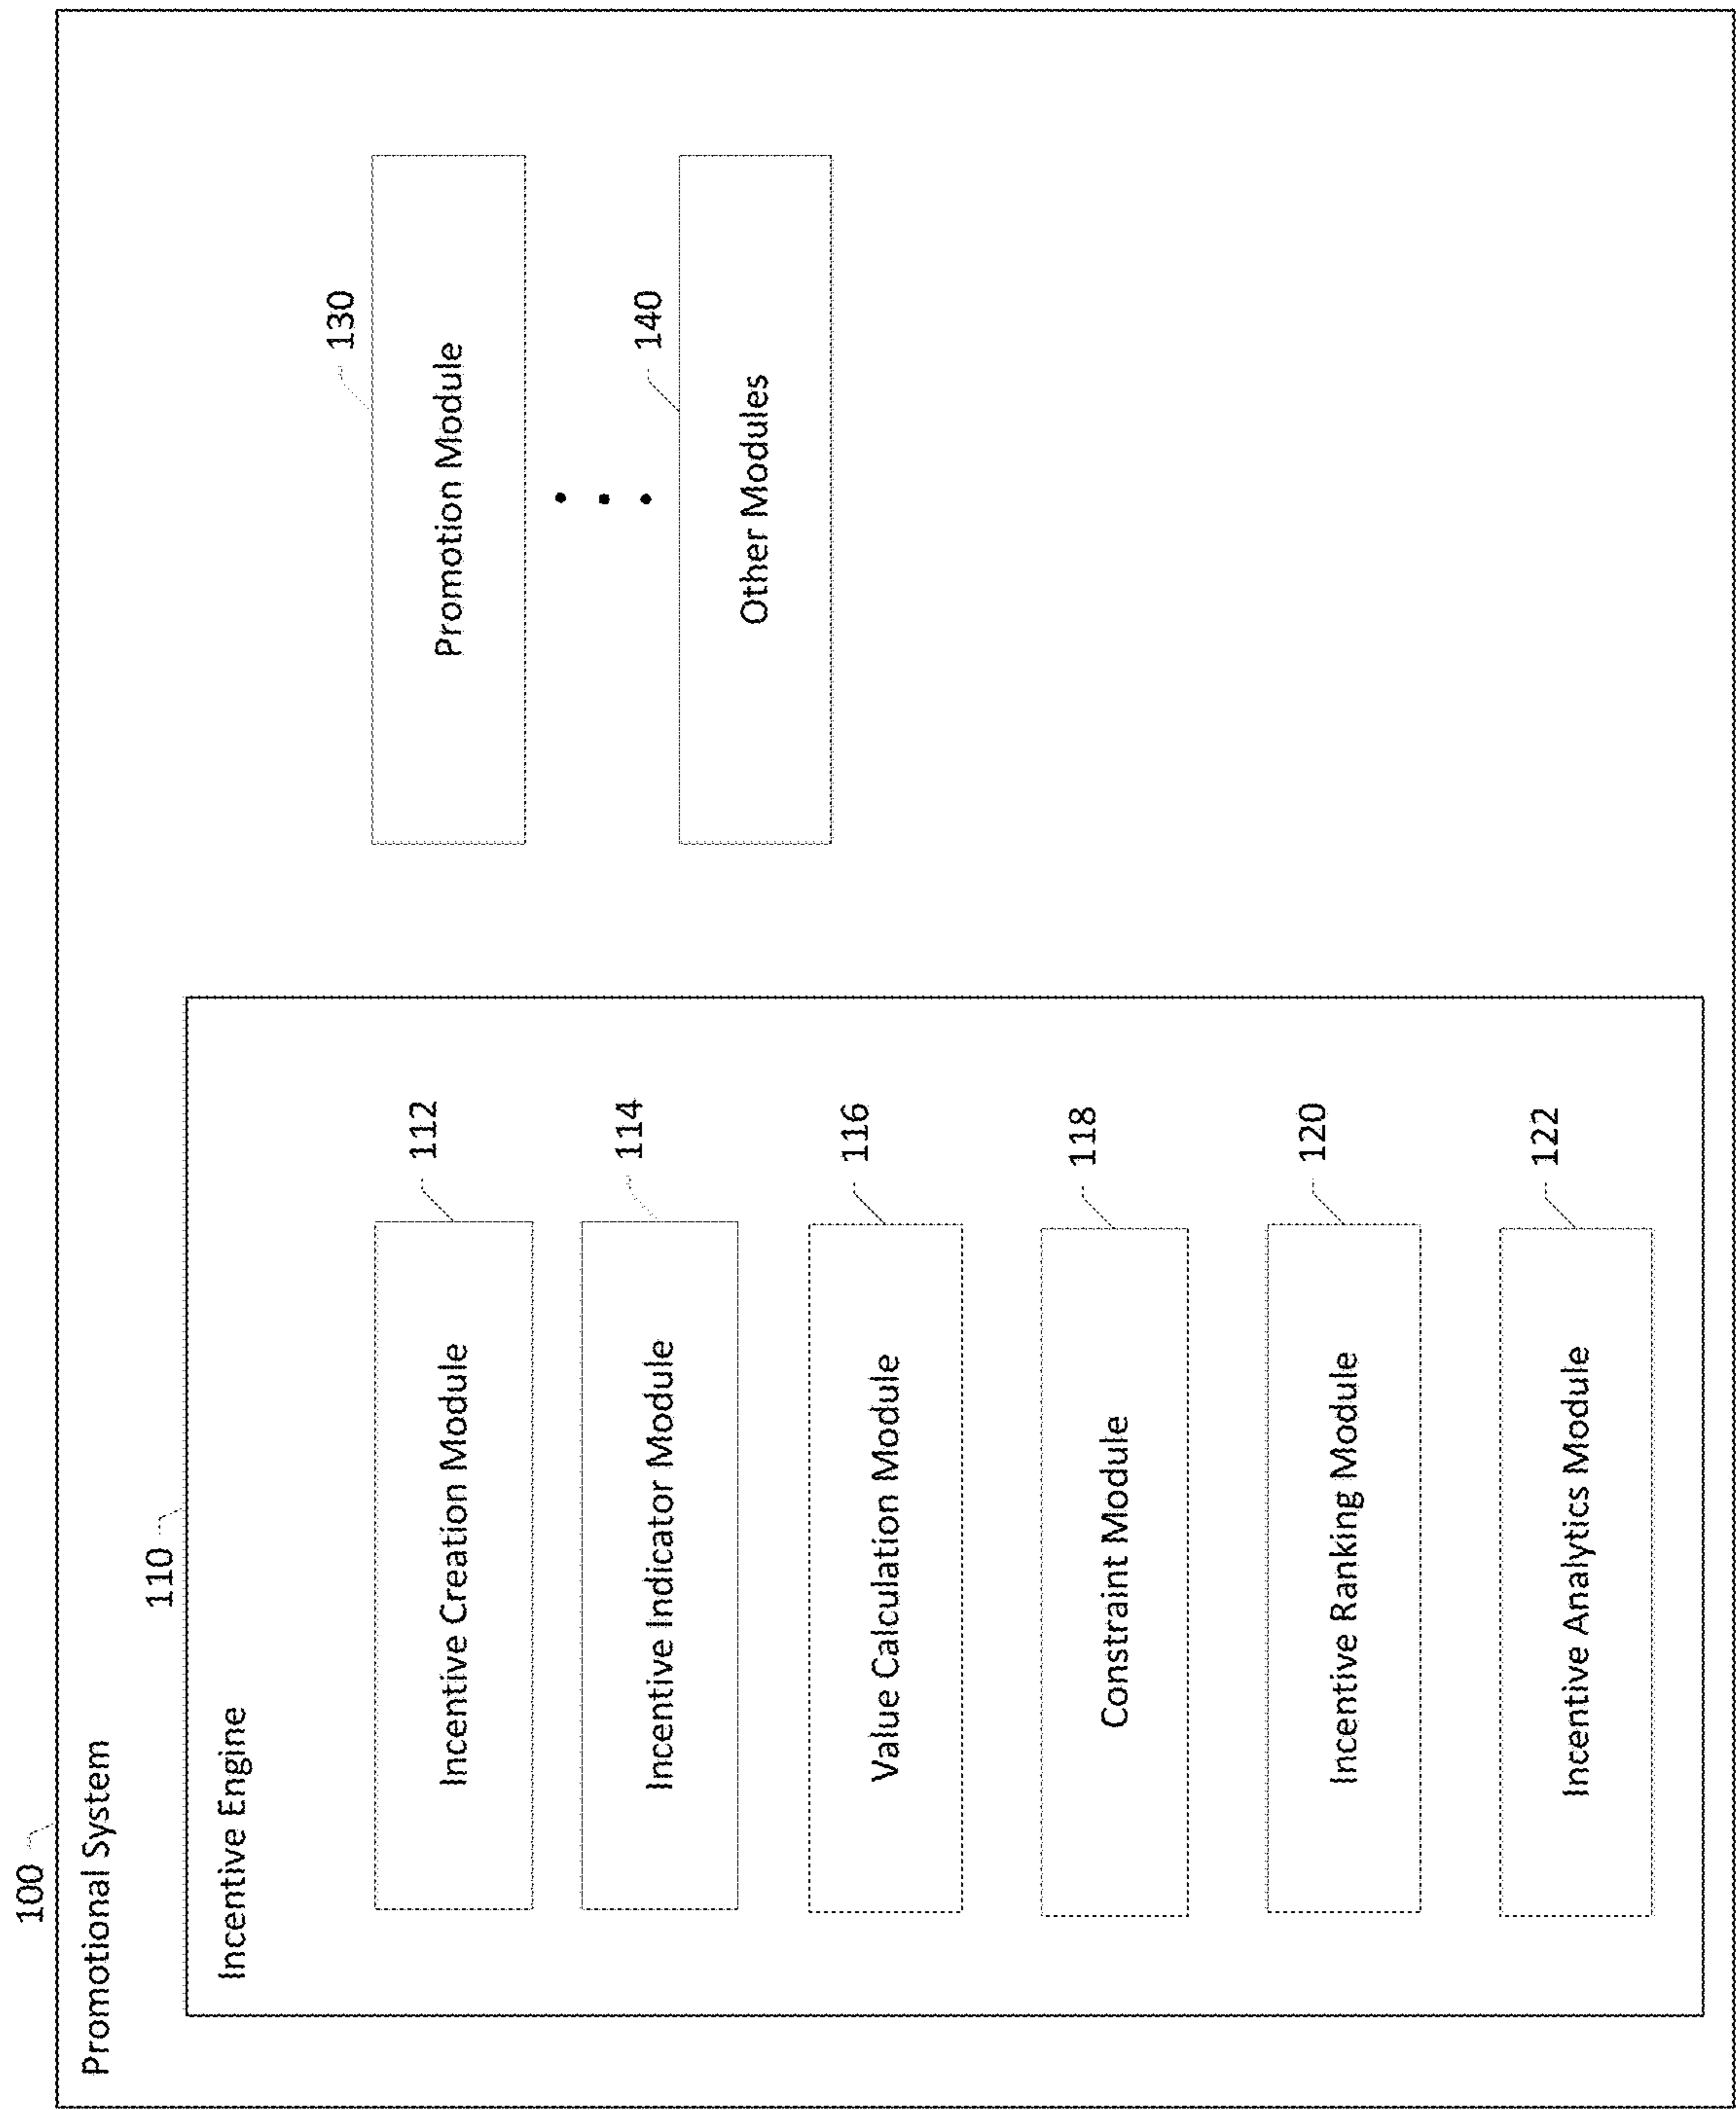 100
Promotional System
110
Incentive Engine
Incentive Creation Module
112
Incentive Indicator Module
114
Value Calculation Module
116
Constraint Module
118
Incentive Ranking Module
120
Incentive Analytics Module
122
130
Promotion Module
140
Other Modules